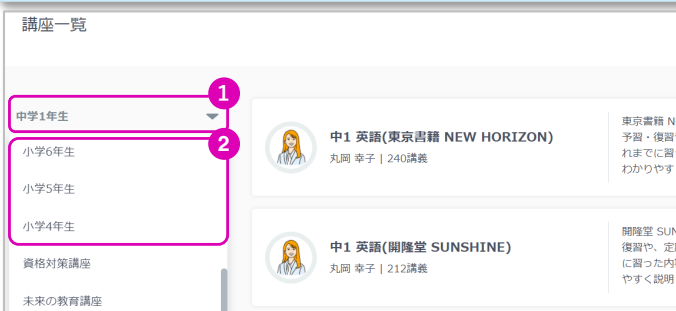 講座一覧
1
中学1年生
2
小学6年生
小学5年生
小学4年生
資格対策講座
未来の教育講座
中1 英語(東京書籍 NEW HORIZON)
丸岡 幸子 | 240講義
東京書籍 N
予習・復習
れまでに習
わかりやす
中1 英語(開隆堂 SUNSHINE)
丸岡 幸子 | 212講義
開隆堂 SUN
復習や、定
に習った内
やすく説明